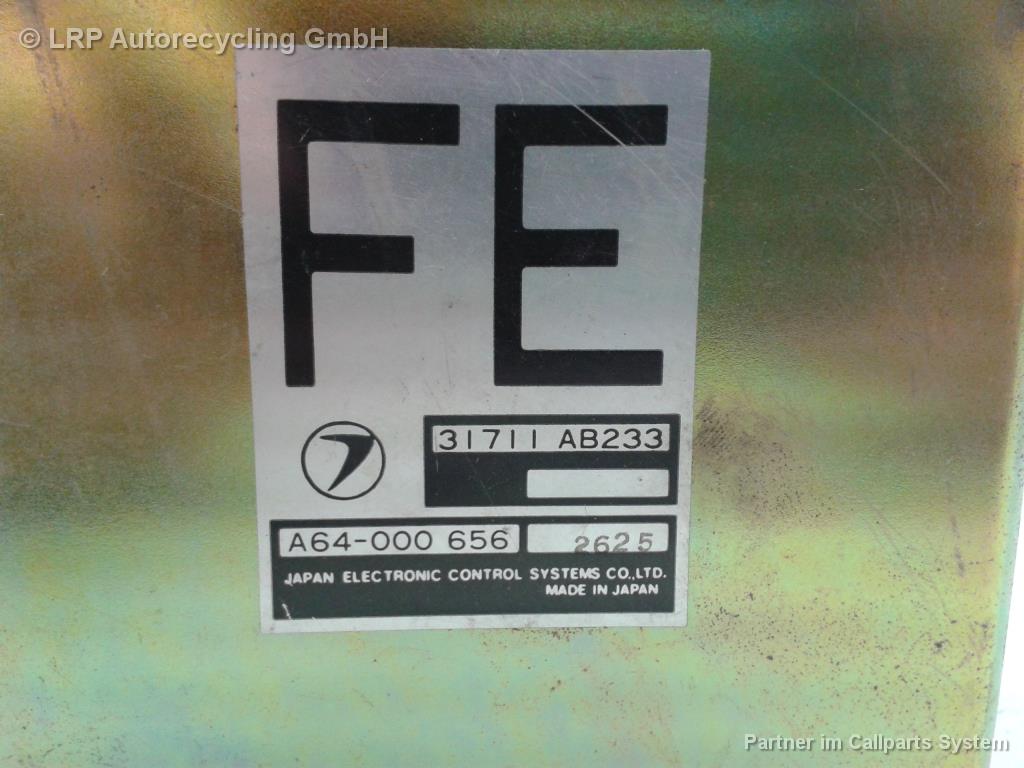 © LRP Autorecycling GmbH
FE
31711 AB233
A64-000 656 2625
JAPAN ELECTRONIC CONTROL SYSTEMS CO.,LTD.
MADE IN JAPAN
Partner im Callparts System